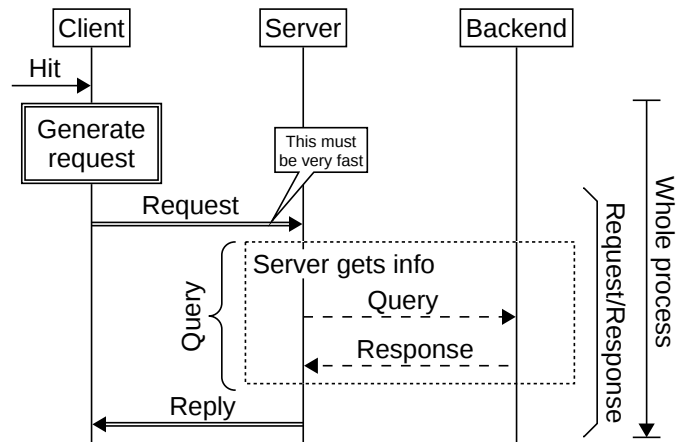 Client
Server
Backend
Hit
Generate
request
This must
be very fast
Request
Server gets info
Query
Query
Response
Reply
Request/Response
Whole process